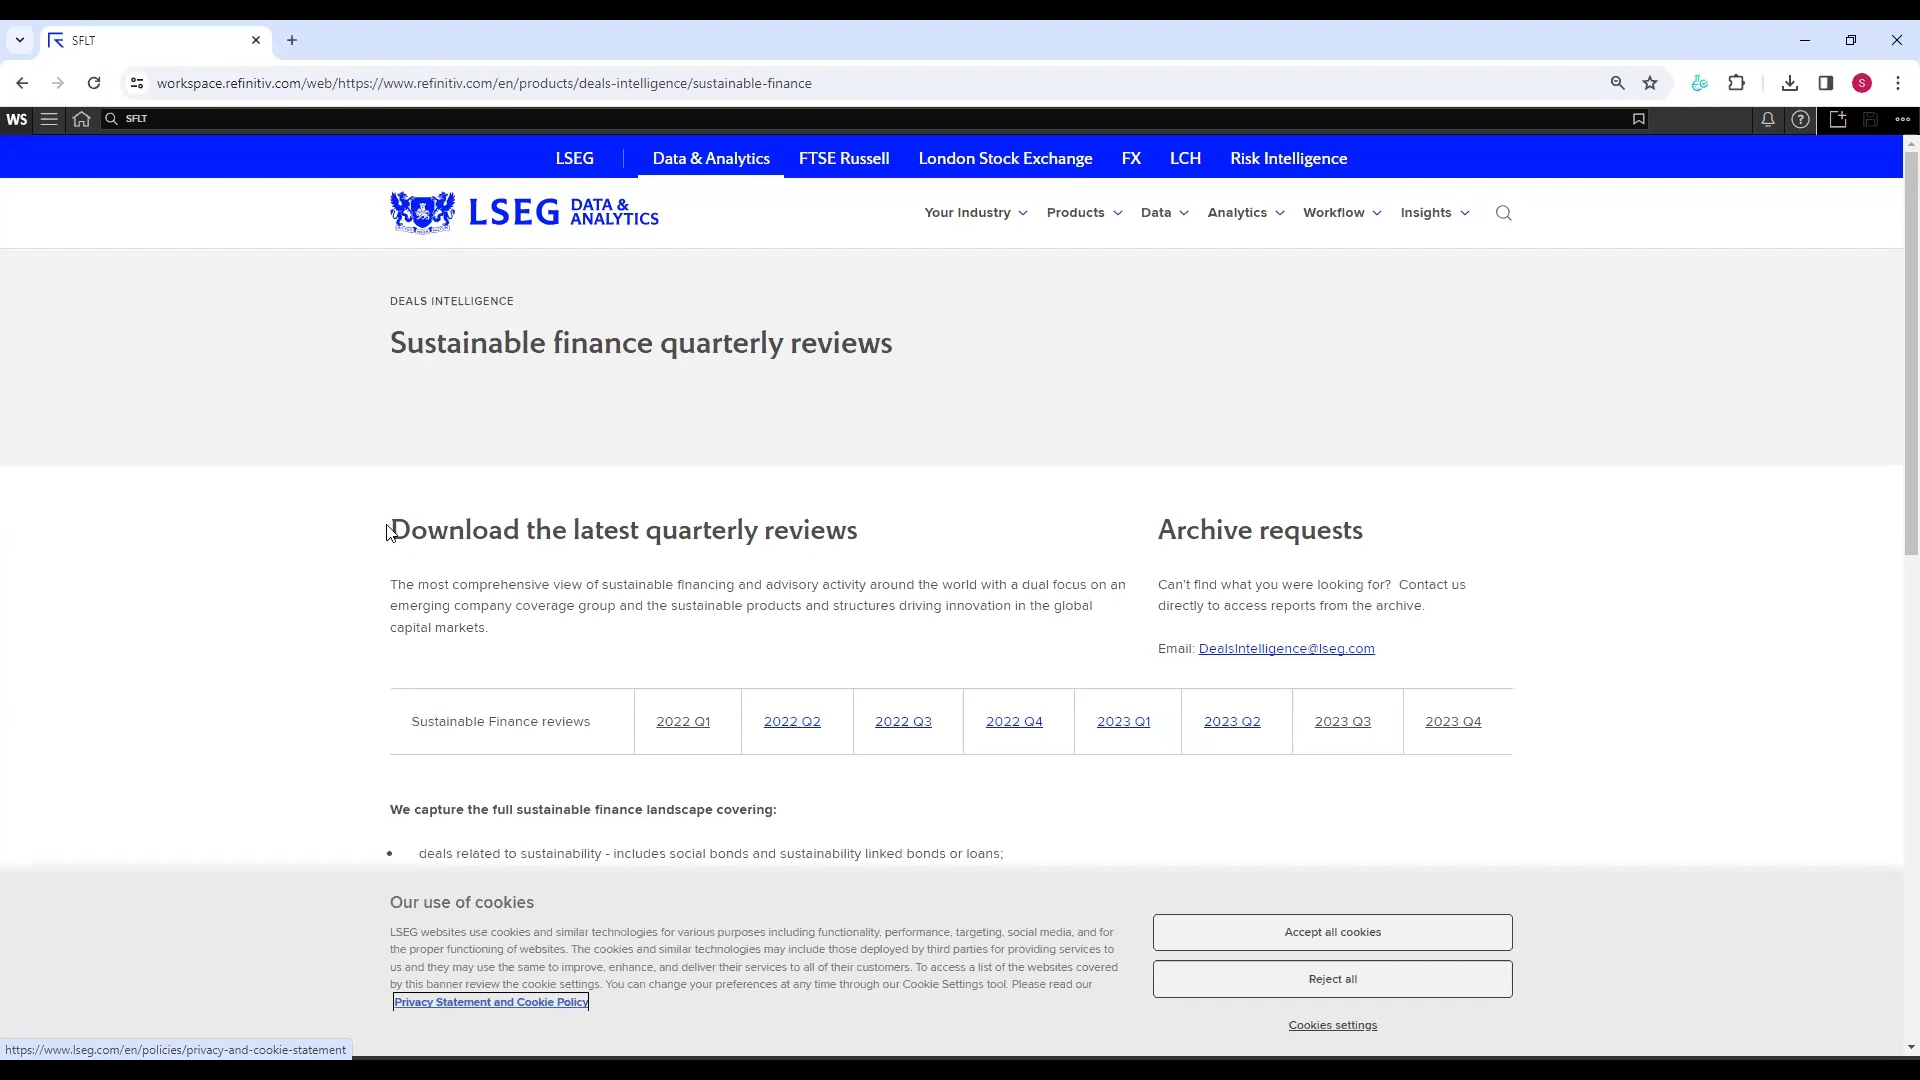 SFLT
workspace.refinitiv.com/web/https://www.refinitiv.com/en/products/deals-intelligence/sustainable-finance
S
WS
SFLT
LSEG
Data & Analytics
FTSE Russell
London Stock Exchange
FX
LCH
Risk Intelligence
LSEG DATA &
ANALYTICS
Your Industry
Products
Data
Analytics
Workflow
Insights
DEALS INTELLIGENCE
Sustainable finance quarterly reviews
Download the latest quarterly reviews
The most comprehensive view of sustainable financing and advisory activity around the world with a dual focus on an
emerging company coverage group and the sustainable products and structures driving innovation in the global
capital markets.
Archive requests
Can't find what you were looking for? Contact us
directly to access reports from the archive.
Email: DealsIntelligence@lseg.com
Sustainable Finance reviews
2022 Q1
2022 Q2
2022 Q3
2022 Q4
2023 Q1
2023 Q2
2023 Q3
2023 Q4
We capture the full sustainable finance landscape covering:
• deals related to sustainability - includes social bonds and sustainability linked bonds or loans;
Our use of cookies
LSEG websites use cookies and similar technologies for various purposes including functionality, performance, targeting, social media, and for
the proper functioning of websites. The cookies and similar technologies may include those deployed by third parties for providing services to
us and they may use the same to improve, enhance, and deliver their services to all of their customers. To access a list of the websites covered
by this banner review the cookie settings. You can change your preferences at any time through our Cookie Settings tool. Please read our
Privacy Statement and Cookie Policy
Accept all cookies
Reject all
Cookies settings
https://www.lseg.com/en/policies/privacy-and-cookie-statement